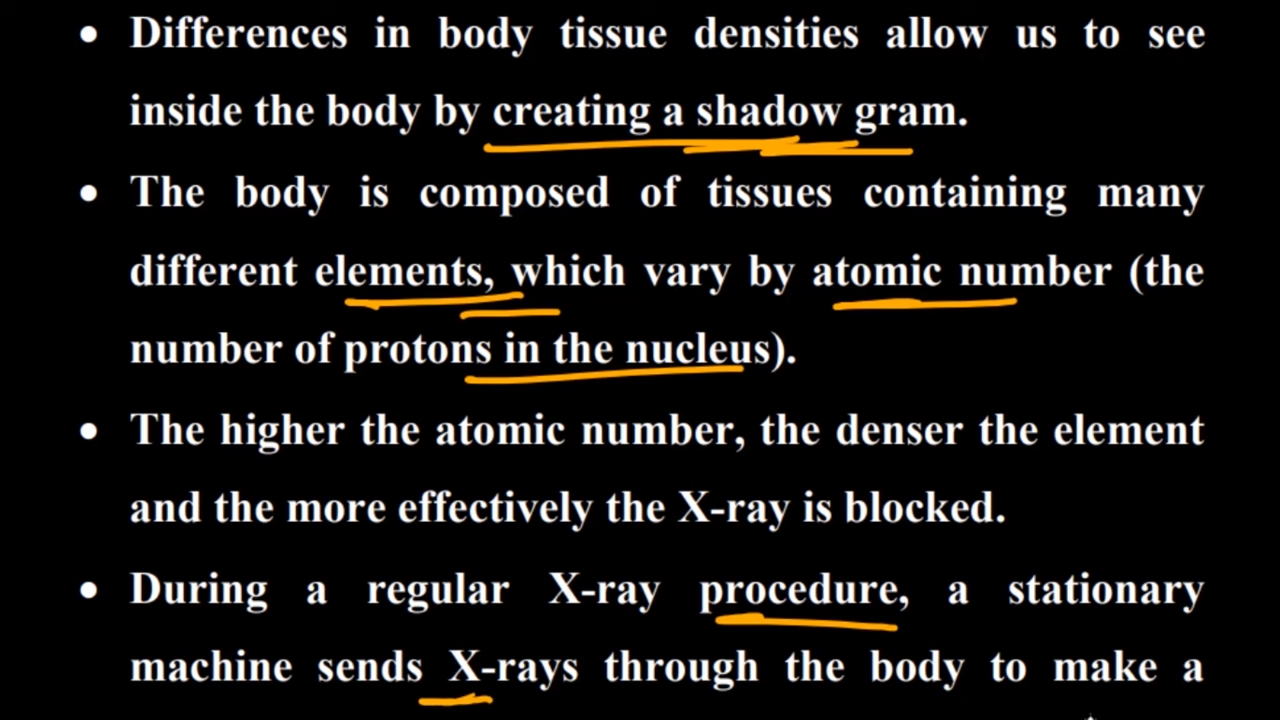 • Differences in body tissue densities allow us to see
inside the body by creating a shadow gram.
• The body is composed of tissues containing many
different elements, which vary by atomic number (the
number of protons in the nucleus).
• The higher the atomic number, the denser the element
and the more effectively the X-ray is blocked.
• During a regular X-ray procedure, a stationary
machine sends X-rays through the body to make a